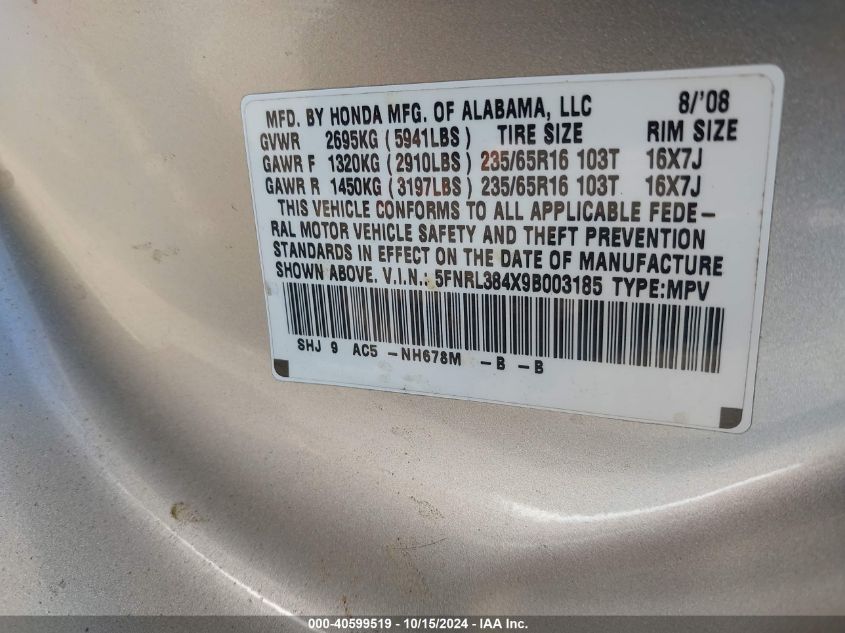 MFD. BY HONDA MFG. OF ALABAMA, LLC 8/'08
GVWR 2695KG (5941LBS) TIRE SIZE RIM SIZE
GAWR F 1320KG (2910LBS) 235/65R16 103T 16X7J
GAWR R 1450KG (3197LBS) 235/65R16 103T 16X7J
THIS VEHICLE CONFORMS TO ALL APPLICABLE FEDE-
RAL MOTOR VEHICLE SAFETY AND THEFT PREVENTION
STANDARDS IN EFFECT ON THE DATE OF MANUFACTURE
SHOWN ABOVE. V.I.N.: 5FNRL384X9B003185 TYPE:MPV
SHJ 9 AC5 -NH678M -B -B
000-40599519 - 10/15/2024 - IAA Inc.